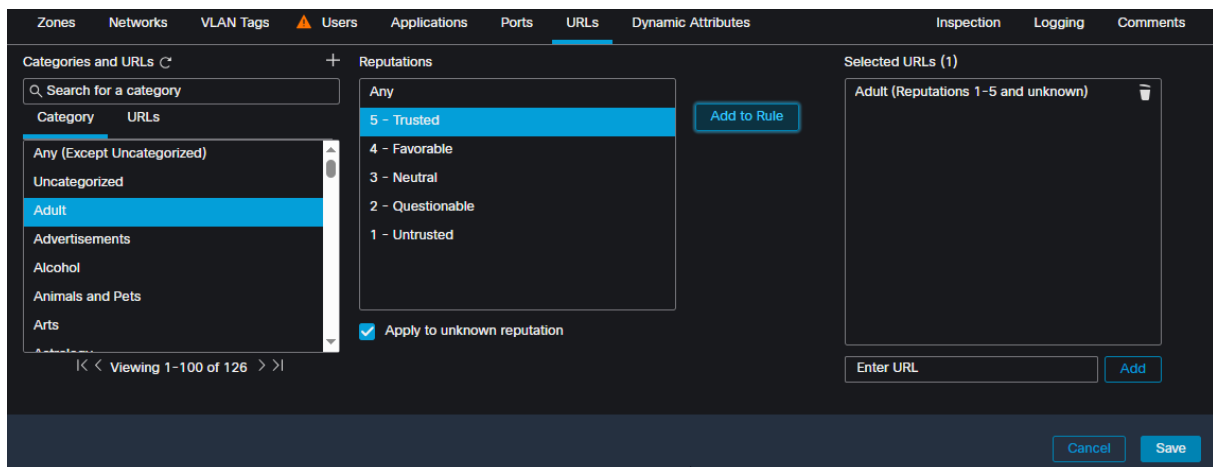 Zones Networks VLAN Tags Users Applications Ports URLs Dynamic Attributes Inspection Logging Comments
Categories and URLs
Search for a category
Category URLs
Any (Except Uncategorized)
Uncategorized
Adult
Advertisements
Alcohol
Animals and Pets
Arts
Viewing 1-100 of 126
Reputations
Any
5 - Trusted
4 - Favorable
3 - Neutral
2 - Questionable
1 - Untrusted
Apply to unknown reputation
Add to Rule
Selected URLs (1)
Adult (Reputations 1-5 and unknown)
Enter URL
Add
Cancel
Save